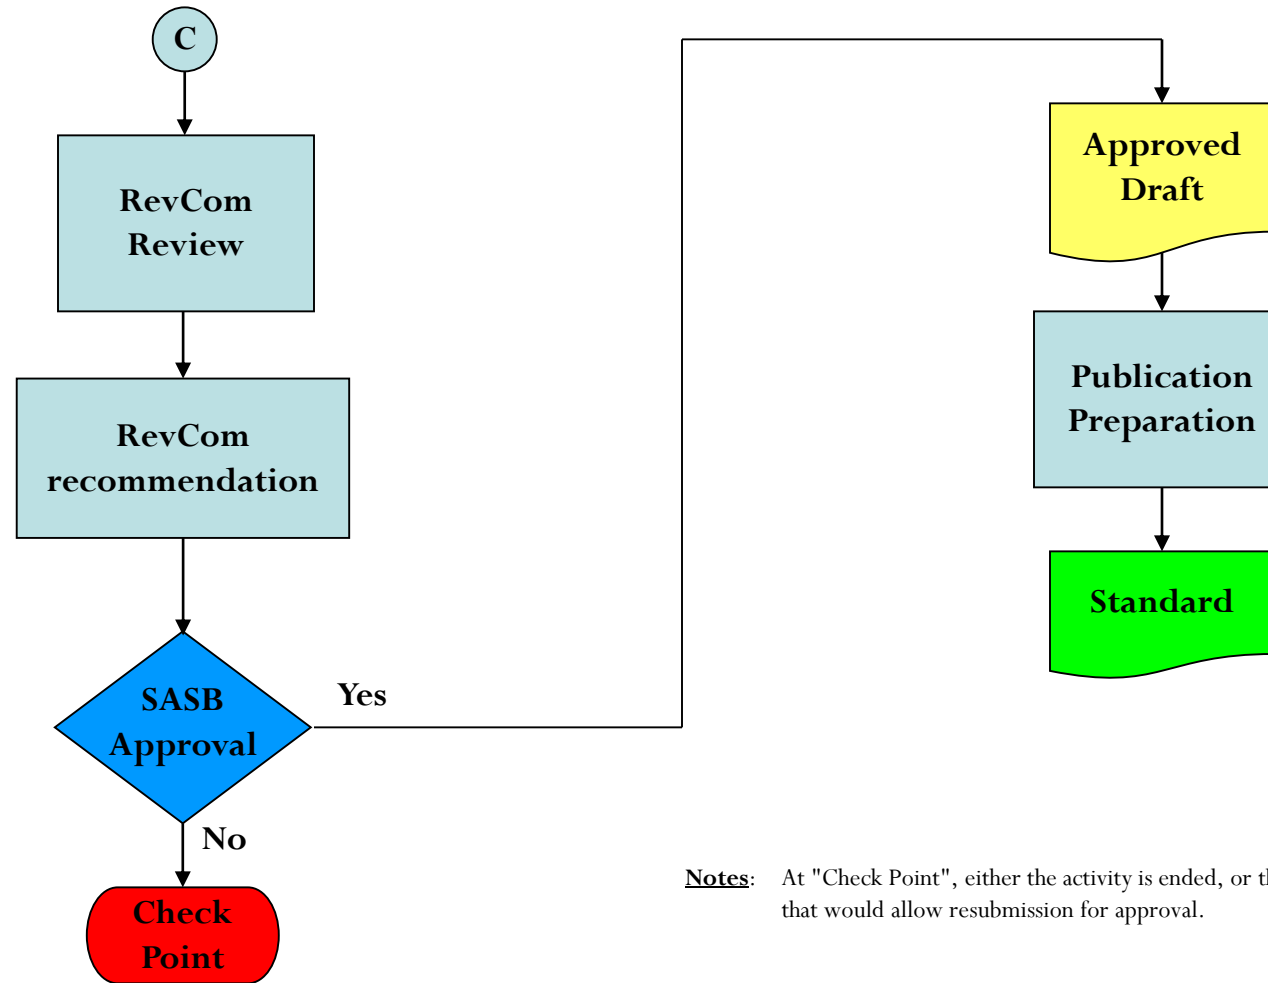 C
RevCom
Review
RevCom
recommendation
SASB
Approval
Yes
No
Check
Point
Approved
Draft
Publication
Preparation
Standard
Notes: At "Check Point", either the activity is ended, or
that would allow resubmission for approval.